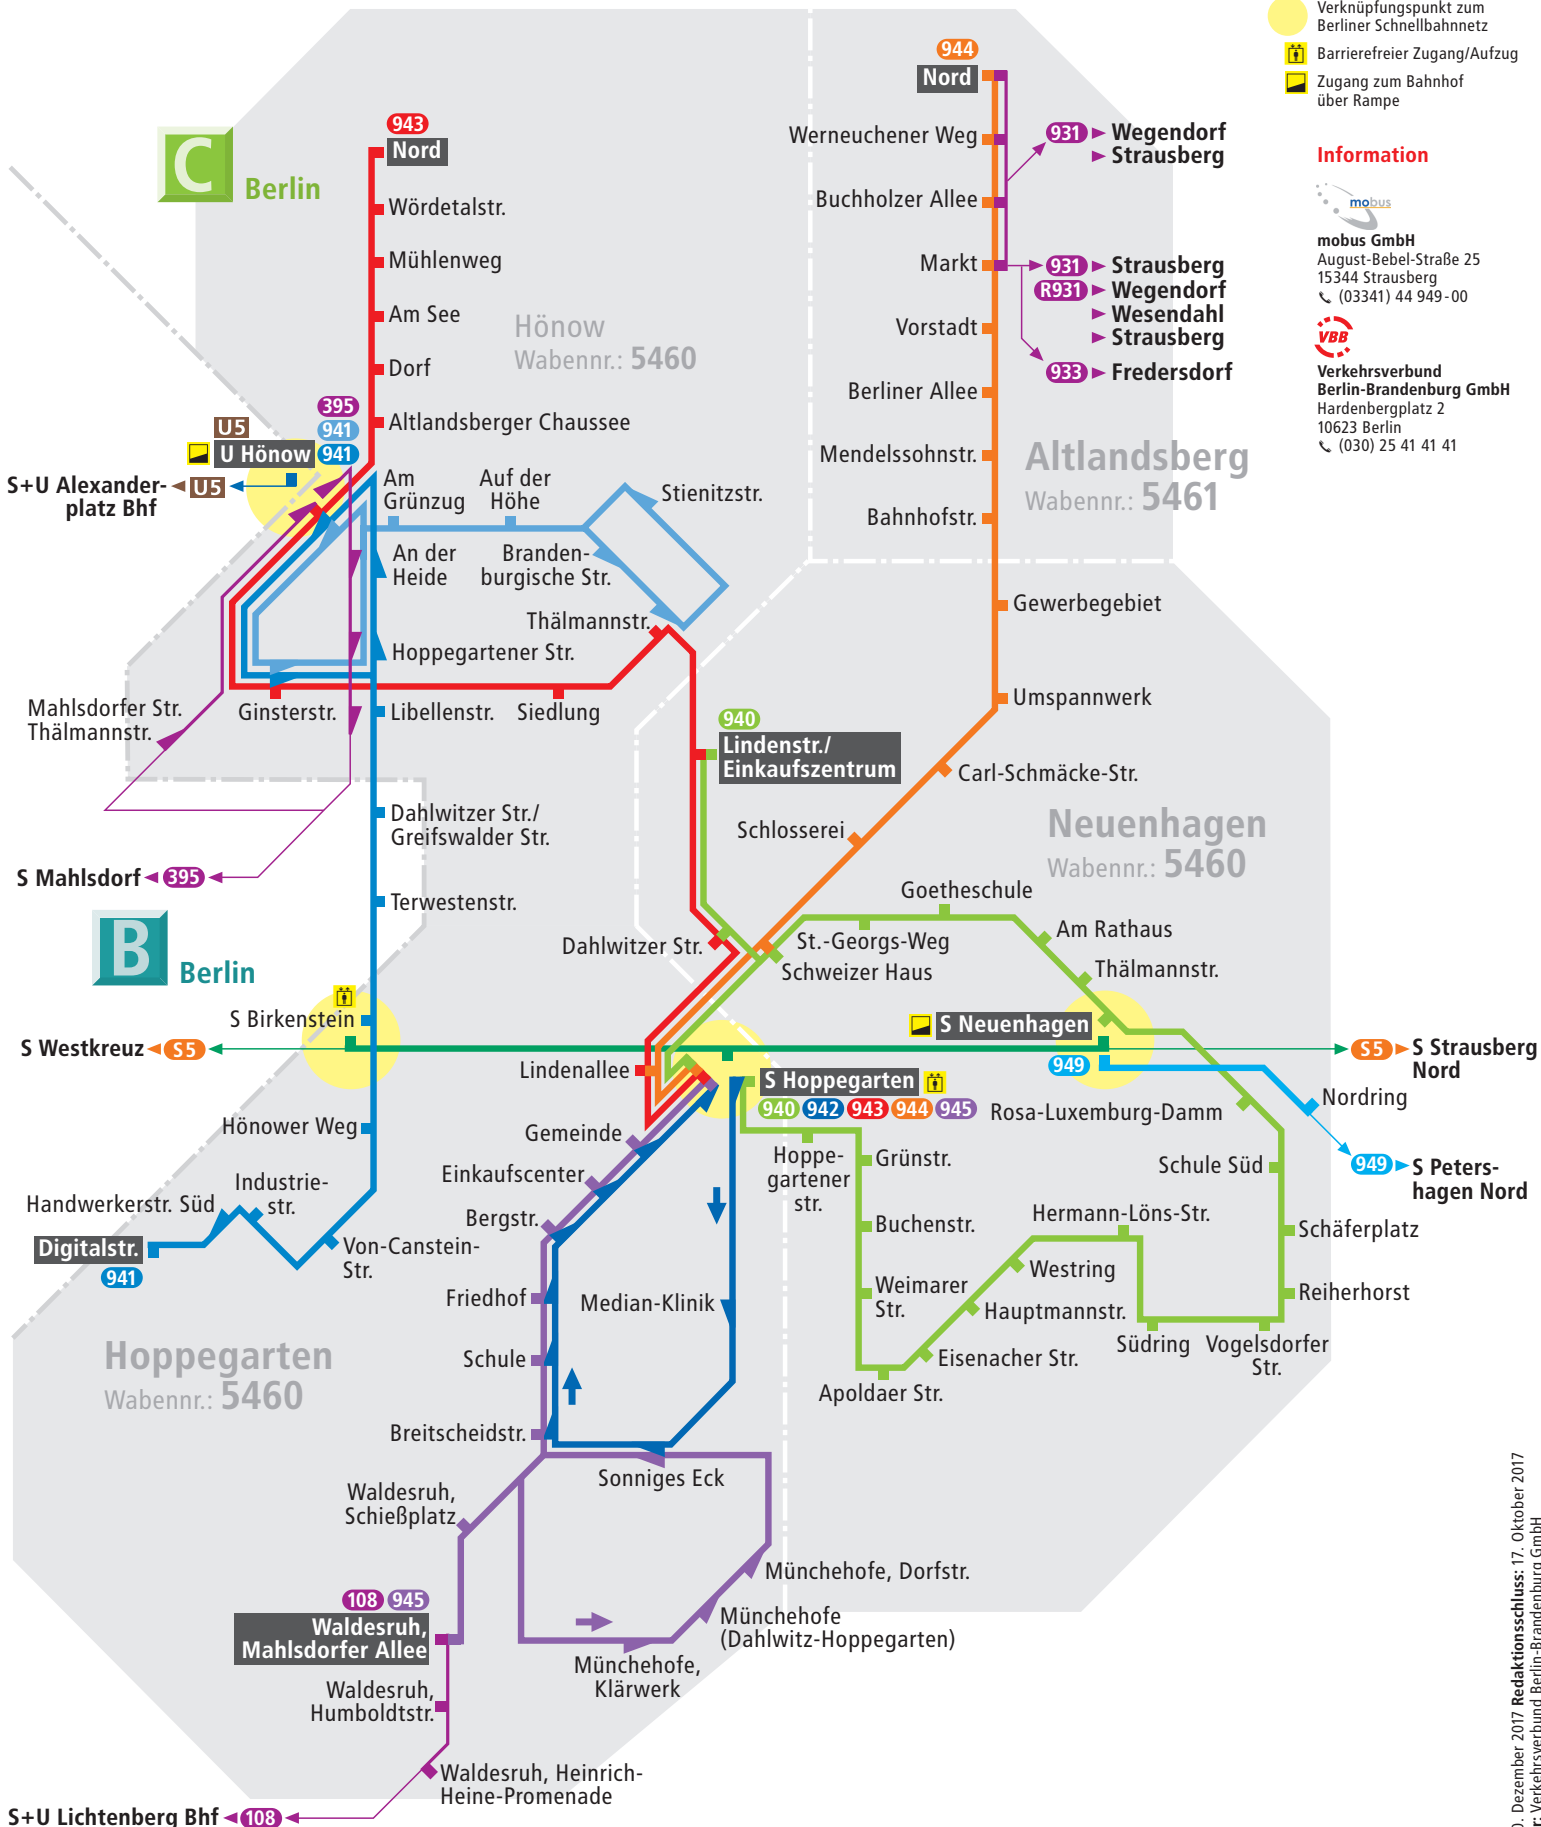 Verknüpfungspunkt zum
Berliner Schnellbahnnetz
Barrierefreier Zugang/Aufzug
Zugang zum Bahnhof
über Rampe
Information
mobus
mobus GmbH
August-Bebel-Straße 25
15344 Strausberg
(03341) 44 949-00
VBB
Verkehrsverbund
Berlin-Brandenburg GmbH
Hardenbergplatz 2
10623 Berlin
(030) 25 41 41 41
944
Nord
Werneuchener Weg
Buchholzer Allee
Markt
Vorstadt
Berliner Allee
Mendelssohnstr.
Bahnhofstr.
931 Wegendorf
Strausberg
931 Strausberg
R931 Wegendorf
Wesendahl
Strausberg
933 Fredersdorf
Altlandsberg
Wabennr.: 5461
C Berlin
943
Nord
Wördetalstr.
Mühlenweg
Am See
Dorf
Altlandsberger Chaussee
Hönow
Wabennr.: 5460
395
941
941
U5
U Hönow
S+U Alexander-
platz Bhf
U5
Am
Grünzug
Auf der
Höhe
Stienitzstr.
An der
Heide
Branden-
burgische Str.
Thälmannstr.
Hoppegartener Str.
Mahlsdorfer Str.
Thälmannstr.
Ginsterstr.
Libellenstr.
Siedlung
Gewerbegebiet
Umspannwerk
940
Lindenstr./
Einkaufszentrum
Carl-Schmäcke-Str.
Schlosserei
Neuenhagen
Wabennr.: 5460
Dahlwitzer Str./
Greifswalder Str.
S Mahlsdorf 395
Terwestenstr.
B Berlin
Goetheschule
Dahlwitzer Str.
St.-Georgs-Weg
Schweizer Haus
Am Rathaus
Thälmannstr.
S Birkenstein
S Westkreuz S5
S Neuenhagen
949
S5 S Strausberg
Nord
Lindenallee
S Hoppegarten
940 942 943 944 945
Rosa-Luxemburg-Damm
Nordring
949 S Peters-
hagen Nord
Hönower Weg
Gemeinde
Einkaufscenter
Bergstr.
Hoppe-
gartener
str.
Grünstr.
Buchenstr.
Weimarer
Str.
Schule Süd
Schäferplatz
Reiherhorst
Hermann-Löns-Str.
Westring
Hauptmannstr.
Eisenacher Str.
Apoldaer Str.
Südring
Vogelsdorfer
Str.
Handwerkerstr. Süd
Industrie-
str.
Digitalstr.
941
Von-Canstein-
Str.
Friedhof
Median-Klinik
Schule
Hoppegarten
Wabennr.: 5460
Breitscheidstr.
Sonniges Eck
Waldesruh,
Schießplatz
Münchehofe, Dorfstr.
Münchehofe
(Dahlwitz-Hoppegarten)
Münchehofe,
Klärwerk
108 945
Waldesruh,
Mahlsdorfer Allee
Waldesruh,
Humboldtstr.
Waldesruh, Heinrich-
Heine-Promenade
S+U Lichtenberg Bhf 108
Dezember 2017 Redaktionsschluss: 17. Oktober 2017
Verkehrsverbund Berlin-Brandenburg GmbH